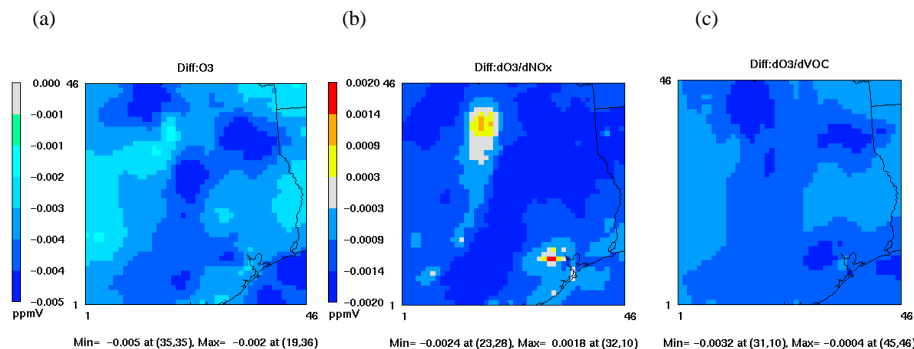 (a)
(b)
(c)
Diff:O3
Diff:dO3/dNOx
Diff:dO3/dVOC
0.000
−0.001
−0.001
−0.002
−0.003
−0.004
−0.004
−0.005
ppmV
46
1
1
46
0.0020
0.0014
0.0009
0.0003
−0.0003
−0.0009
−0.0014
−0.0020
ppmV
46
1
1
46
46
1
1
46
Min= −0.005 at (35,35), Max= −0.002 at (19,36)
Min= −0.0024 at (23,28), Max= 0.0018 at (32,10)
Min= −0.0032 at (31,10), Max= −0.0004 at (45,46)